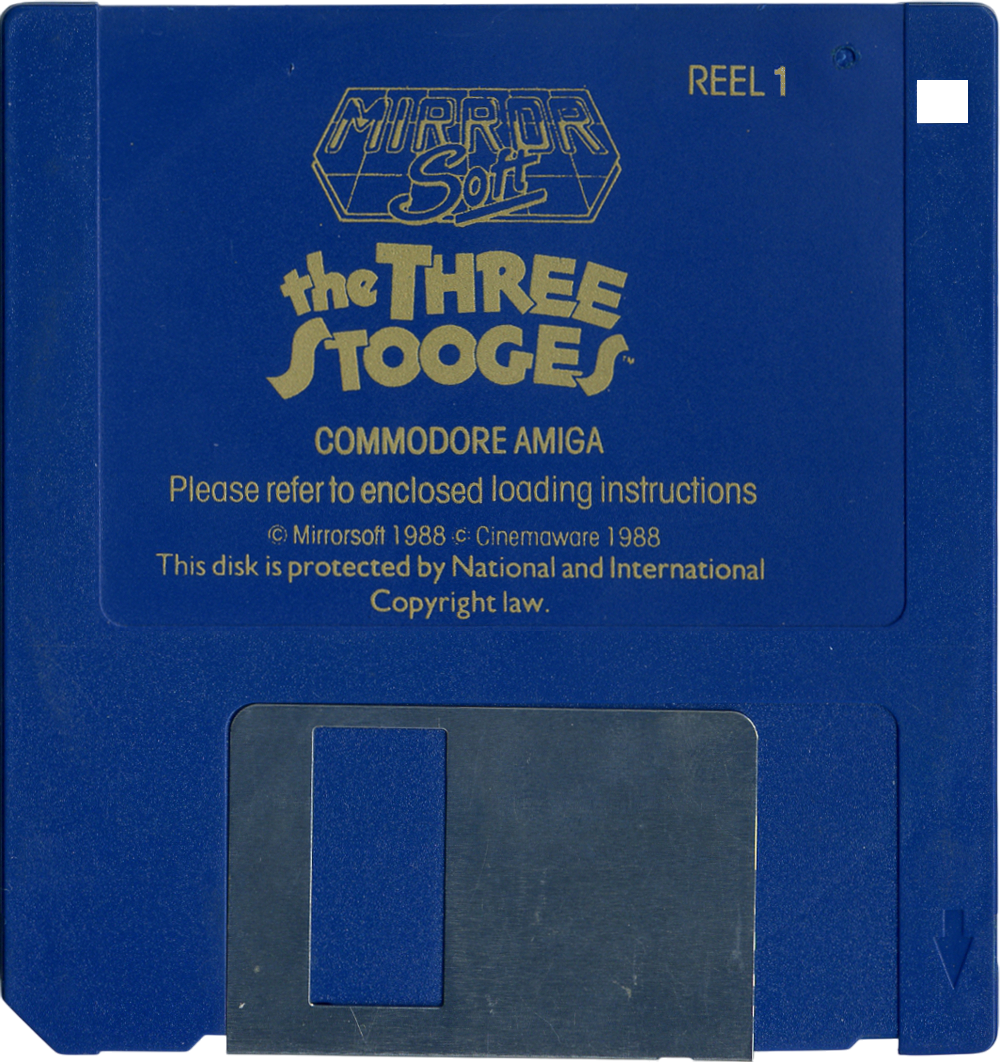 REEL 1
MIRROR
Soft
the THREE
STOOGES™
COMMODORE AMIGA
Please refer to enclosed loading instructions
© Mirrorsoft 1988 © Cinemaware 1988
This disk is protected by National and International
Copyright law.